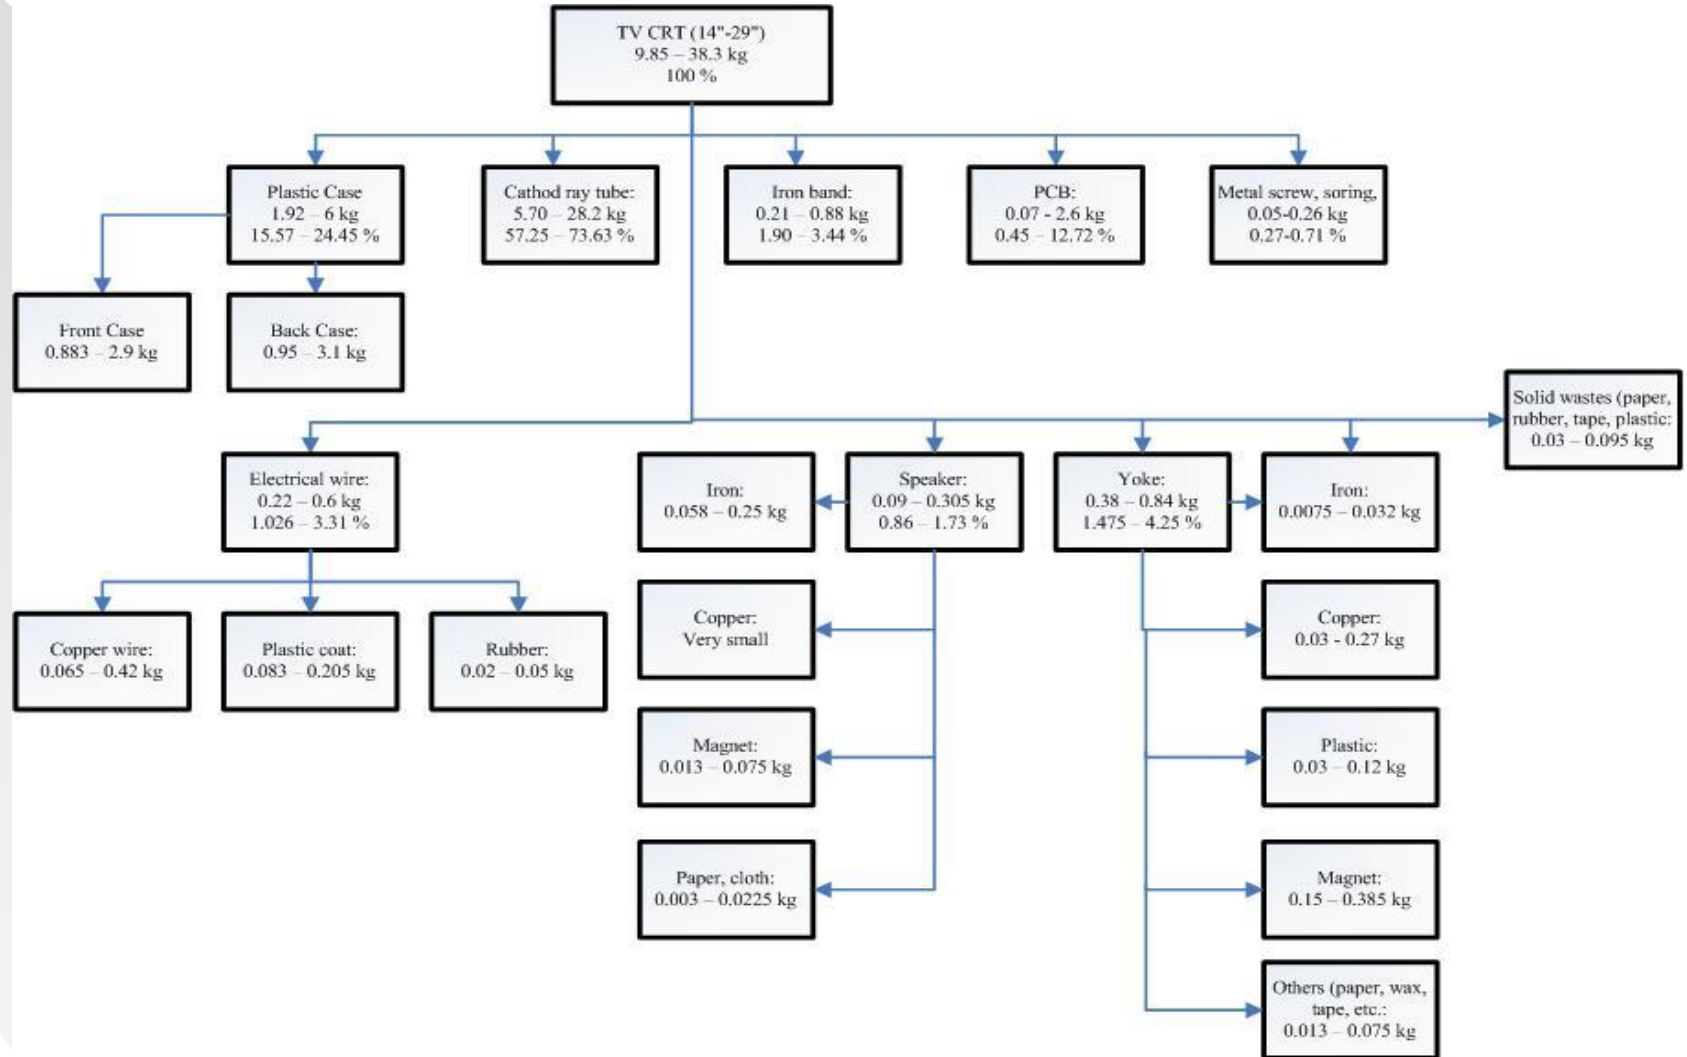 TV CRT (14"-29")
9.85 – 38.3 kg
100 %
Plastic Case
1.92 – 6 kg
15.57 – 24.45 %
Cathod ray tube:
5.70 – 28.2 kg
57.25 – 73.63 %
Iron band:
0.21 – 0.88 kg
1.90 – 3.44 %
PCB:
0.07 - 2.6 kg
0.45 – 12.72 %
Metal screw, soring,
0.05-0.26 kg
0.27-0.71 %
Front Case
0.883 – 2.9 kg
Back Case:
0.95 – 3.1 kg
Solid wastes (paper,
rubber, tape, plastic:
0.03 – 0.095 kg
Electrical wire:
0.22 – 0.6 kg
1.026 – 3.31 %
Iron:
0.058 – 0.25 kg
Speaker:
0.09 – 0.305 kg
0.86 – 1.73 %
Yoke:
0.38 – 0.84 kg
1.475 – 4.25 %
Iron:
0.0075 – 0.032 kg
Copper wire:
0.065 – 0.42 kg
Plastic coat:
0.083 – 0.205 kg
Rubber:
0.02 – 0.05 kg
Copper:
Very small
Copper:
0.03 - 0.27 kg
Magnet:
0.013 – 0.075 kg
Plastic:
0.03 – 0.12 kg
Paper, cloth:
0.003 – 0.0225 kg
Magnet:
0.15 – 0.385 kg
Others (paper, wax,
tape, etc.:
0.013 – 0.075 kg